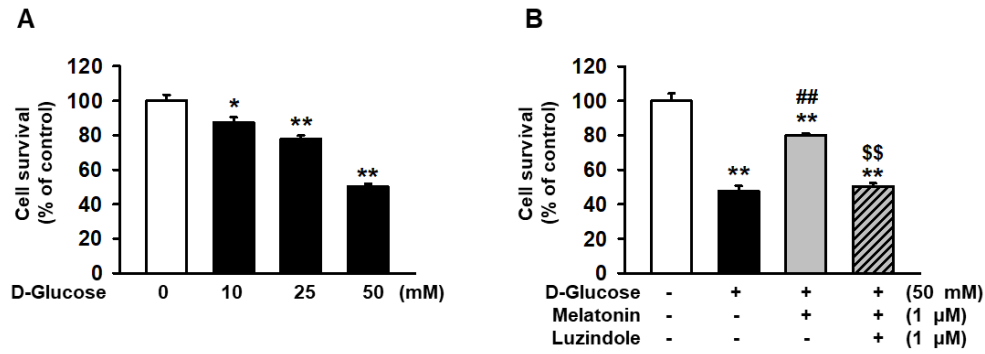 A
Cell survival
(% of control)
120
100
80
60
40
20
0
*
**
**
D-Glucose 0 10 25 50 (mM)
B
Cell survival
(% of control)
120
100
80
60
40
20
0
**
##
**
$$
**
D-Glucose - + + + (50 mM)
Melatonin - - + + (1 µM)
Luzindole - - - + (1 µM)